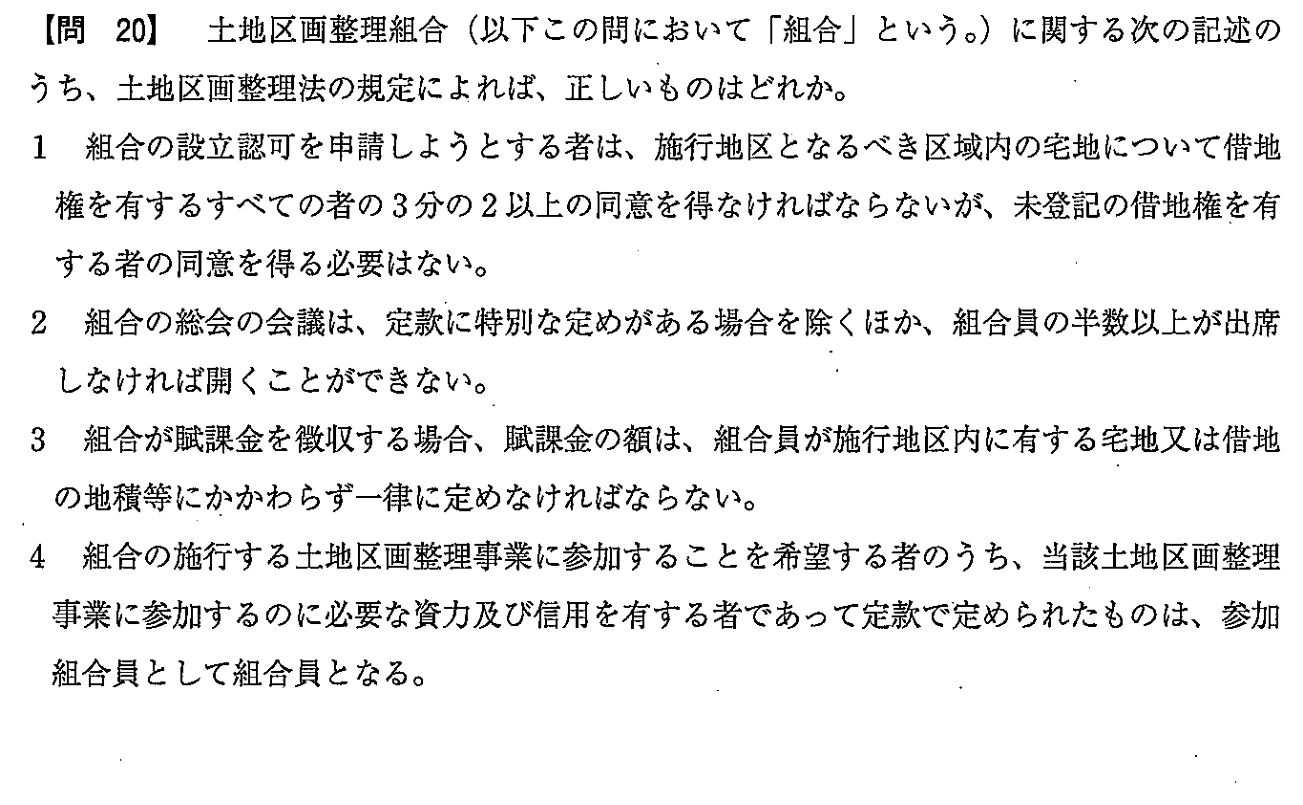 【問 20】 土地区画整理組合（以下この問において「組合」という。）に関する次の記述の
うち、土地区画整理法の規定によれば、正しいものはどれか。
1 組合の設立認可を申請しようとする者は、施行地区となるべき区域内の宅地について借地
権を有するすべての者の3分の2以上の同意を得なければならないが、未登記の借地権を有
する者の同意を得る必要はない。
2 組合の総会の会議は、定款に特別な定めがある場合を除くほか、組合員の半数以上が出席
しなければ開くことができない。
3 組合が賦課金を徴収する場合、賦課金の額は、組合員が施行地区内に有する宅地又は借地
の地積等にかかわらず一律に定めなければならない。
4 組合の施行する土地区画整理事業に参加することを希望する者のうち、当該土地区画整理
事業に参加するのに必要な資力及び信用を有する者であって定款で定められたものは、参加
組合員として組合員となる。